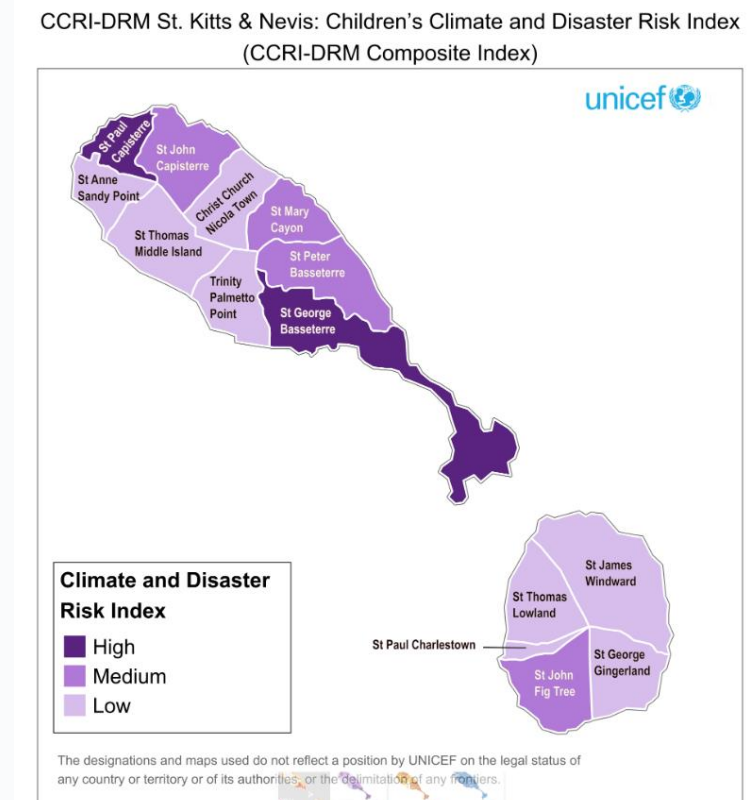 CCRI-DRM St. Kitts & Nevis: Children's Climate and Disaster Risk Index
(CCRI-DRM Composite Index)
unicef
St Paul
Capisterre
St John
Capisterre
St Anne
Sandy Point
Christ Church
Nicola Town
St Mary
Cayon
St Thomas
Middle Island
St Peter
Basseterre
Trinity
Palmetto
Point
St George
Basseterre
St James
Windward
St Thomas
Lowland
St Paul Charlestown
St George
Gingerland
St John
Fig Tree
Climate and Disaster
Risk Index
High
Medium
Low
The designations and maps used do not reflect a position by UNICEF on the legal status of
any country or territory or of its authorities, or the delimitation of any frontiers.